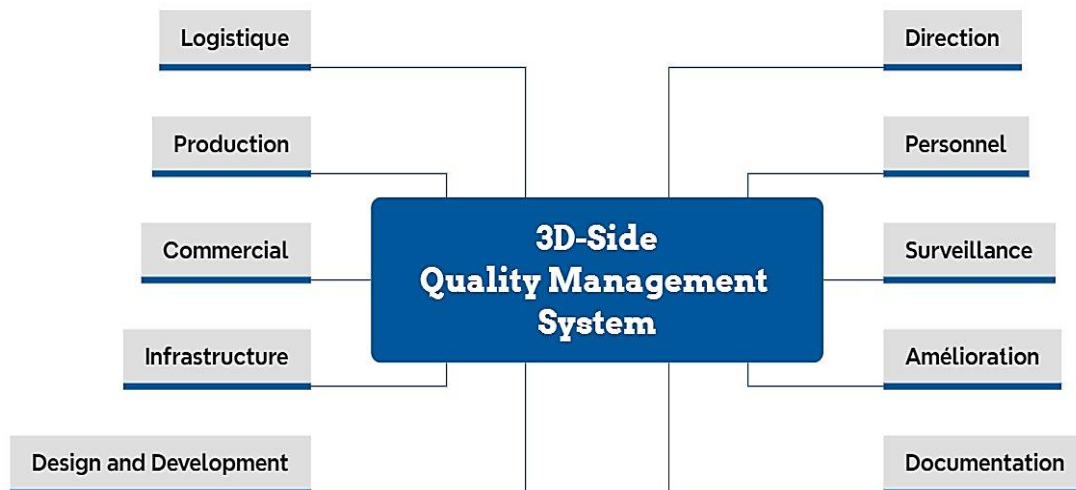 Logistique
Production
Commercial
Infrastructure
Design and Development
3D-Side
Quality Management
System
Direction
Personnel
Surveillance
Amélioration
Documentation